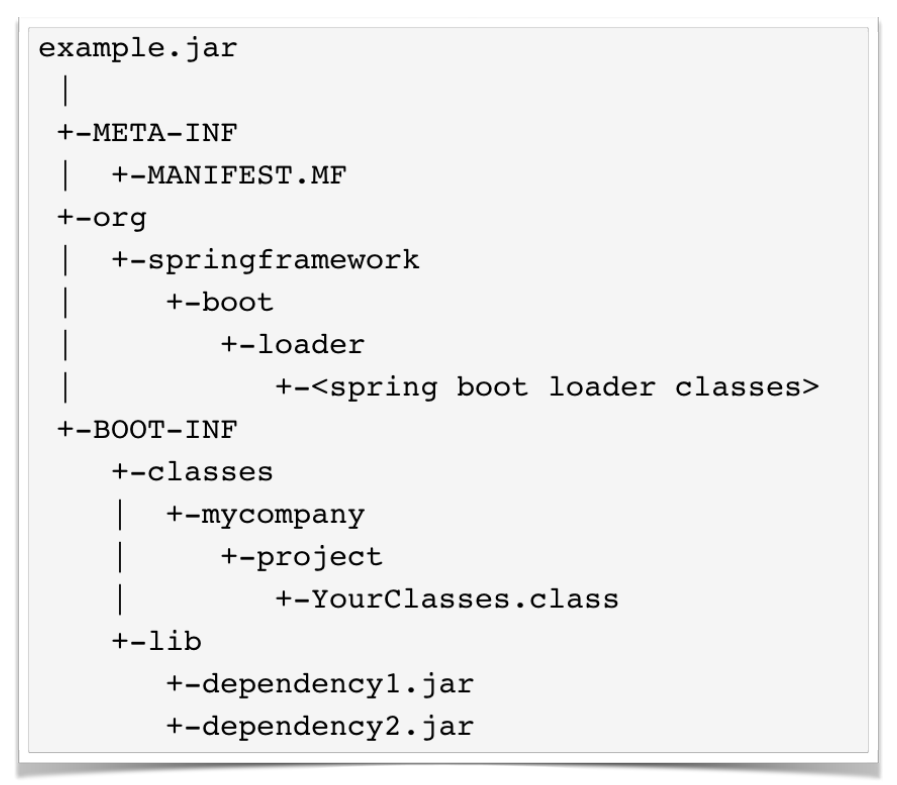 example.jar
 |
 +-META-INF
 |  +-MANIFEST.MF
 +-org
 |  +-springframework
 |     +-boot
 |        +-loader
 |           +-<spring boot loader classes>
 +-BOOT-INF
    +-classes
    |  +-mycompany
    |     +-project
    |        +-YourClasses.class
    +-lib
       +-dependency1.jar
       +-dependency2.jar